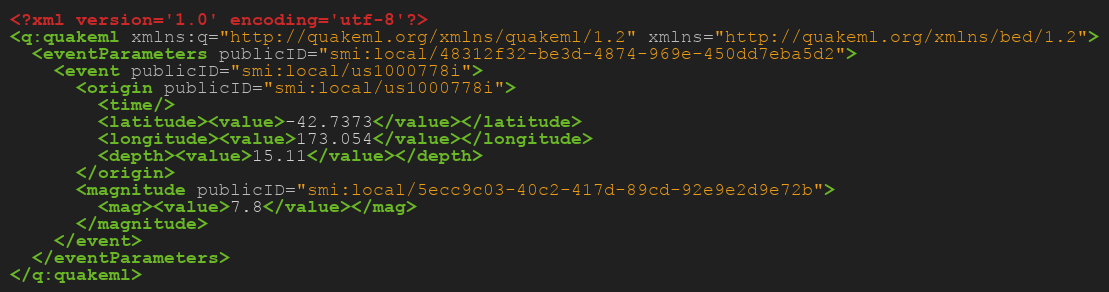 <?xml version='1.0' encoding='utf-8'?>
<q:quakeml xmlns:q="http://quakeml.org/xmlns/quakeml/1.2" xmlns="http://quakeml.org/xmlns/bed/1.2">
  <eventParameters publicID="smi:local/48312f32-be3d-4874-969e-450dd7eba5d2">
    <event publicID="smi:local/us1000778i">
      <origin publicID="smi:local/us1000778i">
        <time/>
        <latitude><value>-42.7373</value></latitude>
        <longitude><value>173.054</value></longitude>
        <depth><value>15.11</value></depth>
      </origin>
      <magnitude publicID="smi:local/5ecc9c03-40c2-417d-89cd-92e9e2d9e72b">
        <mag><value>7.8</value></mag>
      </magnitude>
    </event>
  </eventParameters>
</q:quakeml>